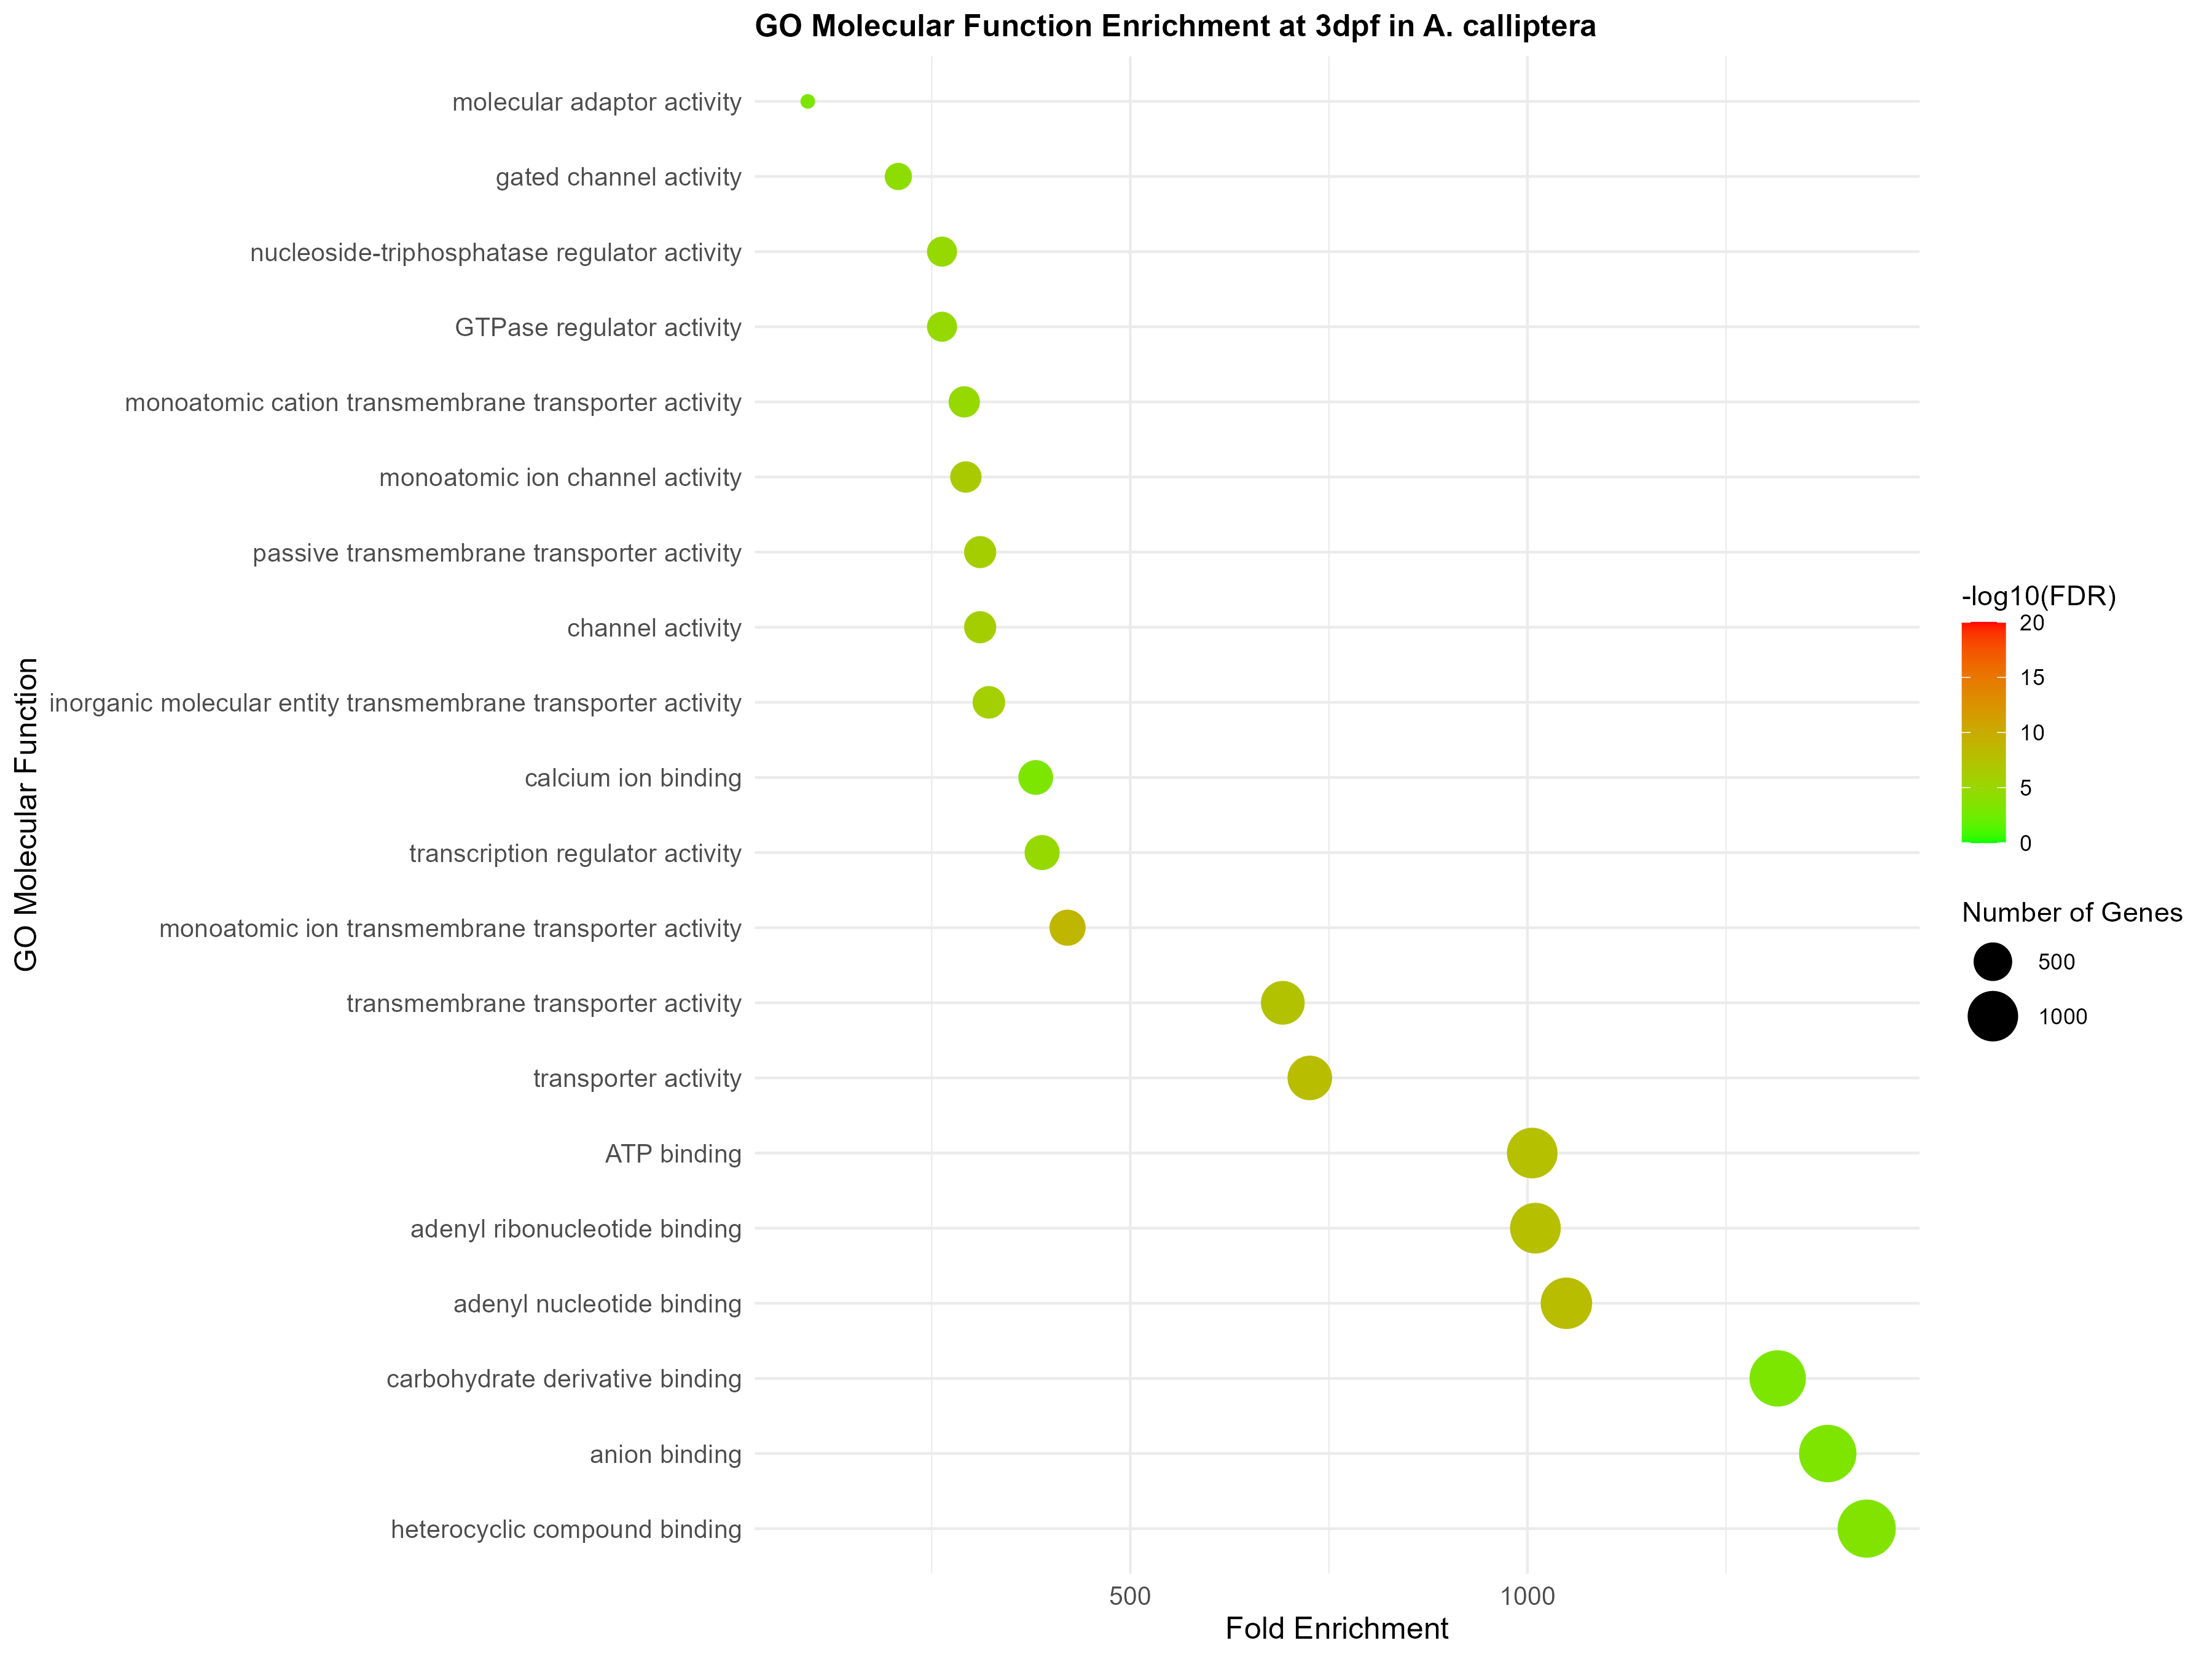 GO Molecular Function Enrichment at 3dpf in A. calliptera
GO Molecular Function
molecular adaptor activity
gated channel activity
nucleoside-triphosphatase regulator activity
GTPase regulator activity
monoatomic cation transmembrane transporter activity
monoatomic ion channel activity
passive transmembrane transporter activity
channel activity
inorganic molecular entity transmembrane transporter activity
calcium ion binding
transcription regulator activity
monoatomic ion transmembrane transporter activity
transmembrane transporter activity
transporter activity
ATP binding
adenyl ribonucleotide binding
adenyl nucleotide binding
carbohydrate derivative binding
anion binding
heterocyclic compound binding
500
1000
Fold Enrichment
-log10(FDR)
20
15
10
5
0
Number of Genes
500
1000